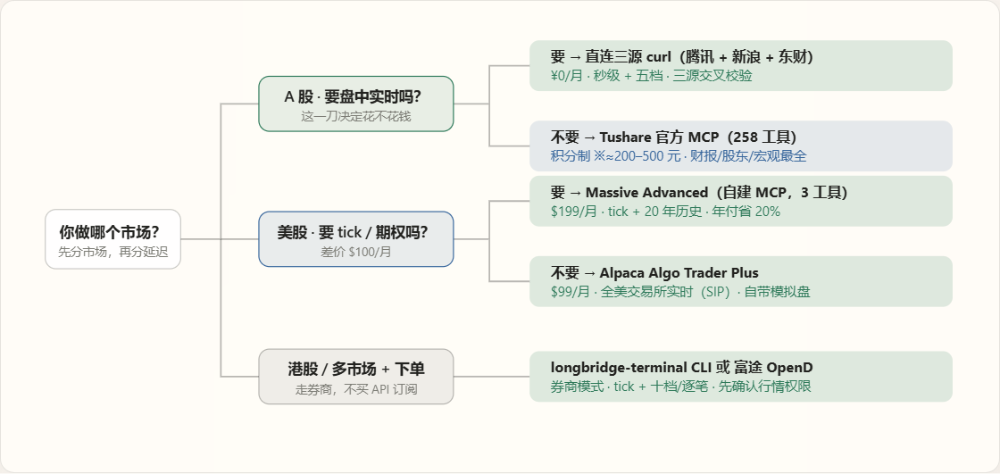 你做哪个市场？
先分市场，再分延迟
A 股 · 要盘中实时吗？
这一刀决定花不花钱
要 → 直连三源 curl（腾讯 + 新浪 + 东财）
¥0/月 · 秒级 + 五档 · 三源交叉校验
不要 → Tushare 官方 MCP（258 工具）
积分制 ※≈200–500 元 · 财报/股东/宏观最全
美股 · 要 tick / 期权吗？
差价 $100/月
要 → Massive Advanced（自建 MCP，3 工具）
$199/月 · tick + 20 年历史 · 年付省 20%
不要 → Alpaca Algo Trader Plus
$99/月 · 全美交易所实时（SIP）· 自带模拟盘
港股 / 多市场 + 下单
走券商，不买 API 订阅
longbridge-terminal CLI 或 富途 OpenD
券商模式 · tick + 十档/逐笔 · 先确认行情权限